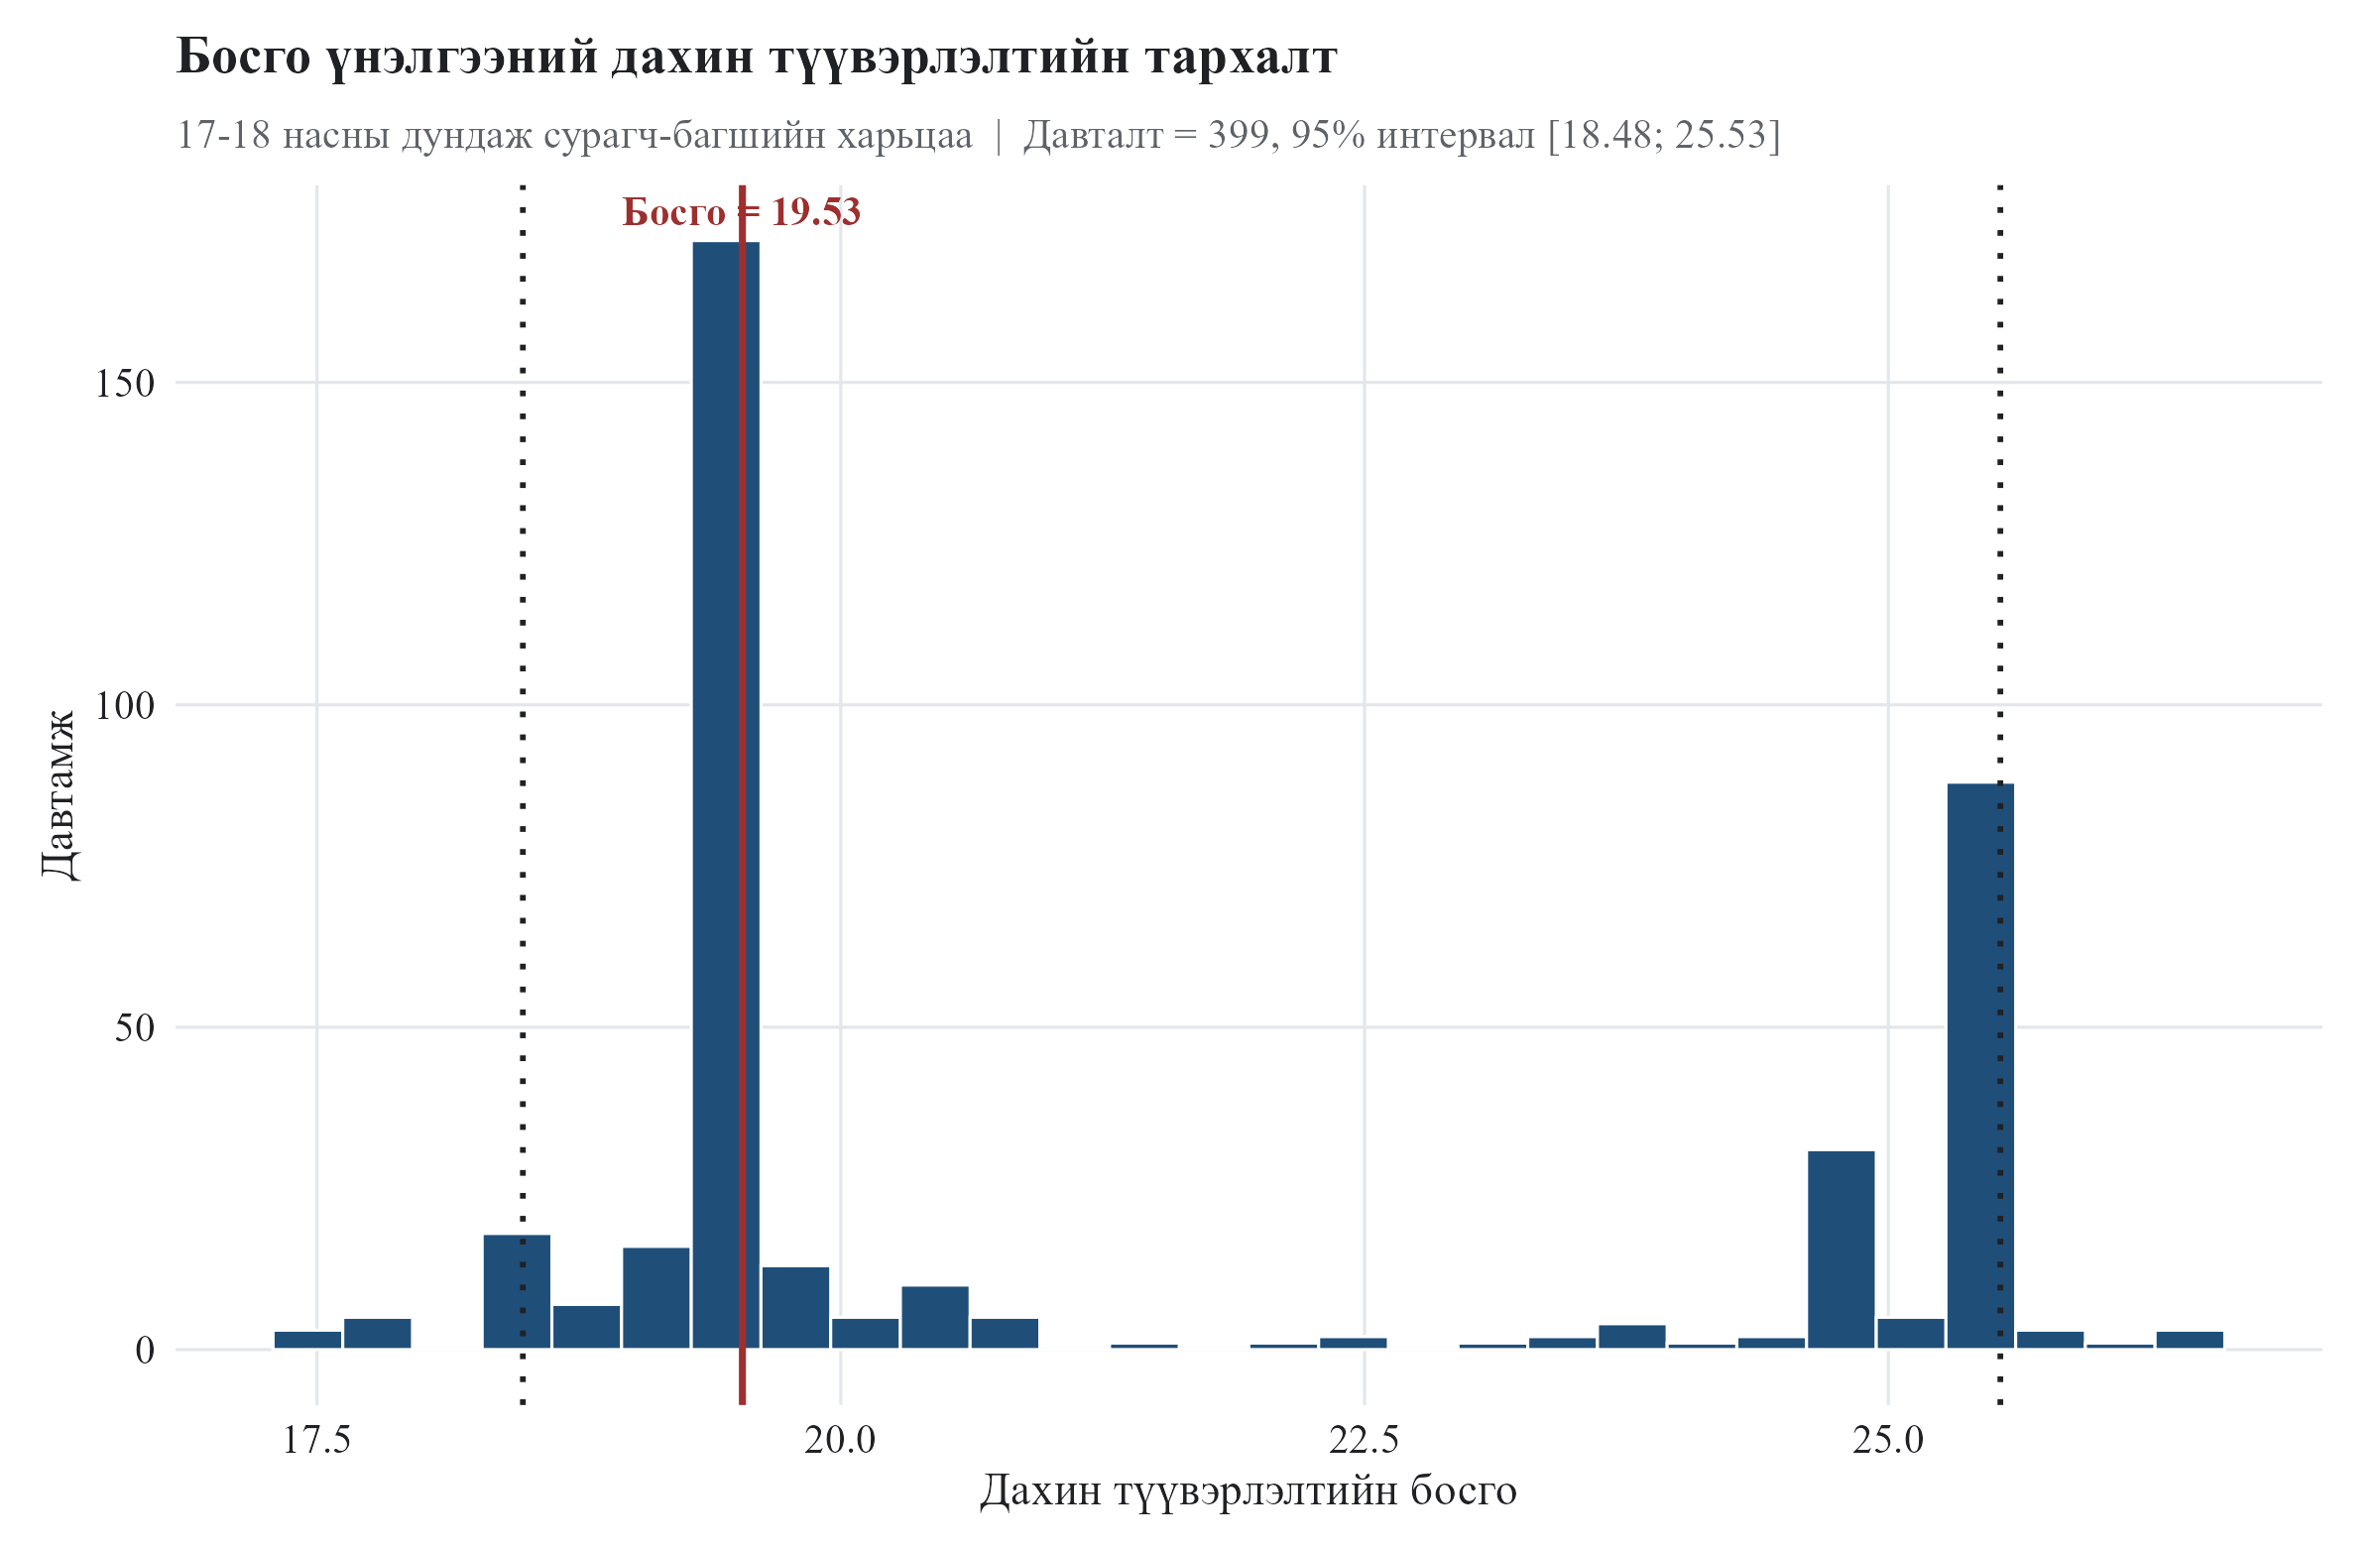 Босго үнэлгээний дахин түүвэрлэлтийн тархалт
17-18 насны дундаж сурагч-багшийн харьцаа | Давталт = 399, 95% интервал [18.48; 25.53]
Босго = 19.53
150
100
50
0
Давтамж
17.5
20.0
22.5
25.0
Дахин түүвэрлэлтийн босго